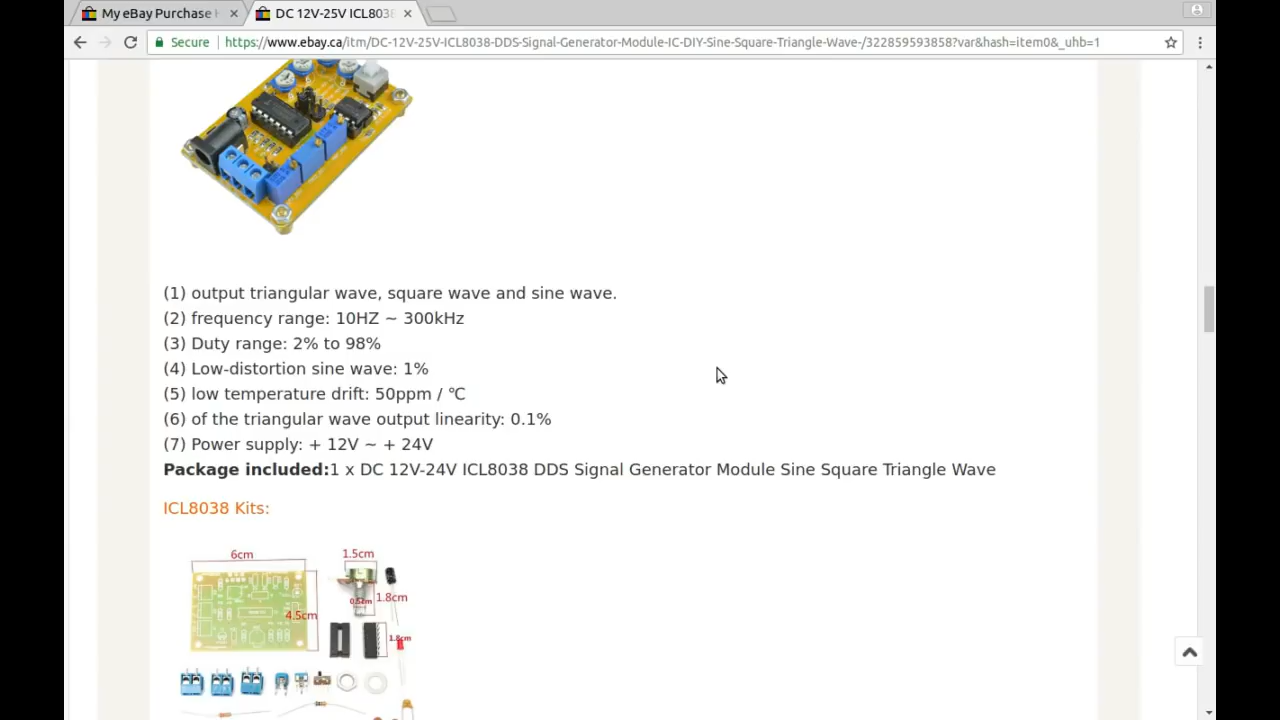 My eBay Purchase H
DC 12V-25V ICL8038
Secure
https://www.ebay.ca/itm/DC-12V-25V-ICL8038-DDS-Signal-Generator-Module-IC-DIY-Sine-Square-Triangle-Wave-/322859593858?var&hash=item0&_uhb=1
(1) output triangular wave, square wave and sine wave.
(2) frequency range: 10HZ ~ 300kHz
(3) Duty range: 2% to 98%
(4) Low-distortion sine wave: 1%
(5) low temperature drift: 50ppm / ℃
(6) of the triangular wave output linearity: 0.1%
(7) Power supply: + 12V ~ + 24V
Package included:1 x DC 12V-24V ICL8038 DDS Signal Generator Module Sine Square Triangle Wave
ICL8038 Kits:
6cm
1.5cm
1.8cm
4.5cm
1.8cm